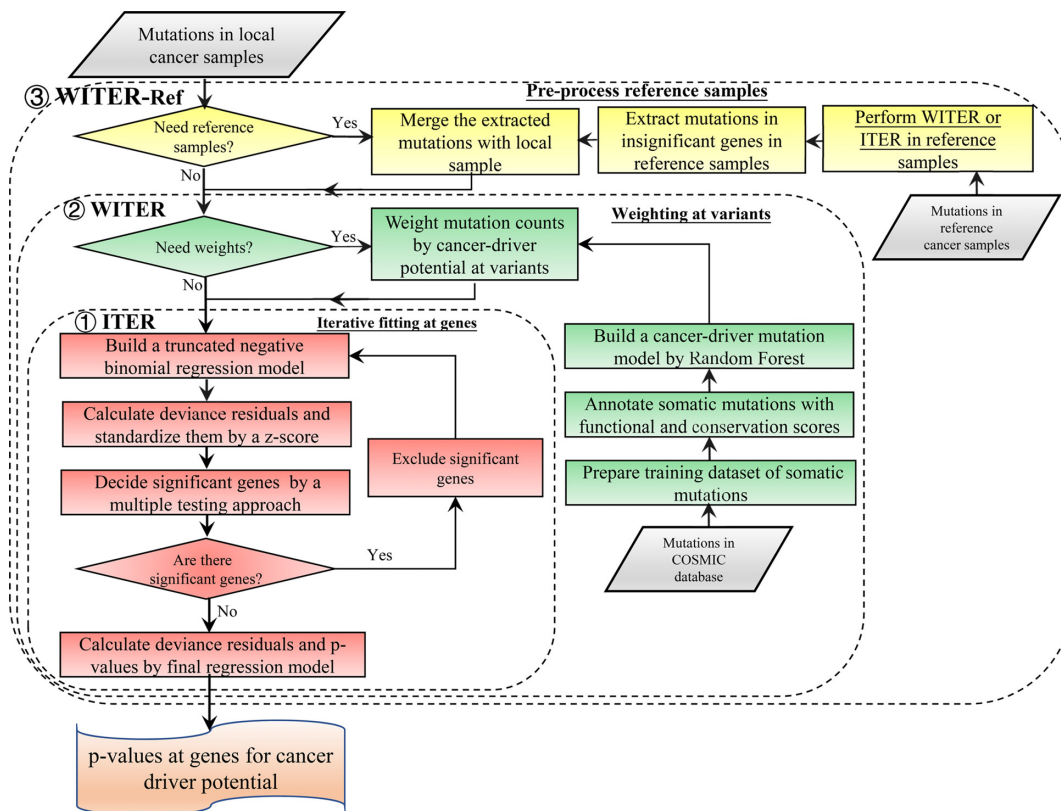 Mutations in local
cancer samples
③ WITER-Ref
Pre-process reference samples
Need reference
samples?
Yes
No
Merge the extracted
mutations with local
sample
Extract mutations in
insignificant genes in
reference samples
Perform WITER or
ITER in reference
samples
Mutations in
reference
cancer samples
② WITER
Weighting at variants
Need weights?
Yes
No
Weight mutation counts
by cancer-driver
potential at variants
① ITER
Iterative fitting at genes
Build a truncated negative
binomial regression model
Calculate deviance residuals and
standardize them by a z-score
Decide significant genes by a
multiple testing approach
Exclude significant
genes
Are there
significant genes?
Yes
No
Calculate deviance residuals and p-
values by final regression model
Build a cancer-driver mutation
model by Random Forest
Annotate somatic mutations with
functional and conservation scores
Prepare training dataset of somatic
mutations
Mutations in
COSMIC
database
p-values at genes for cancer
driver potential